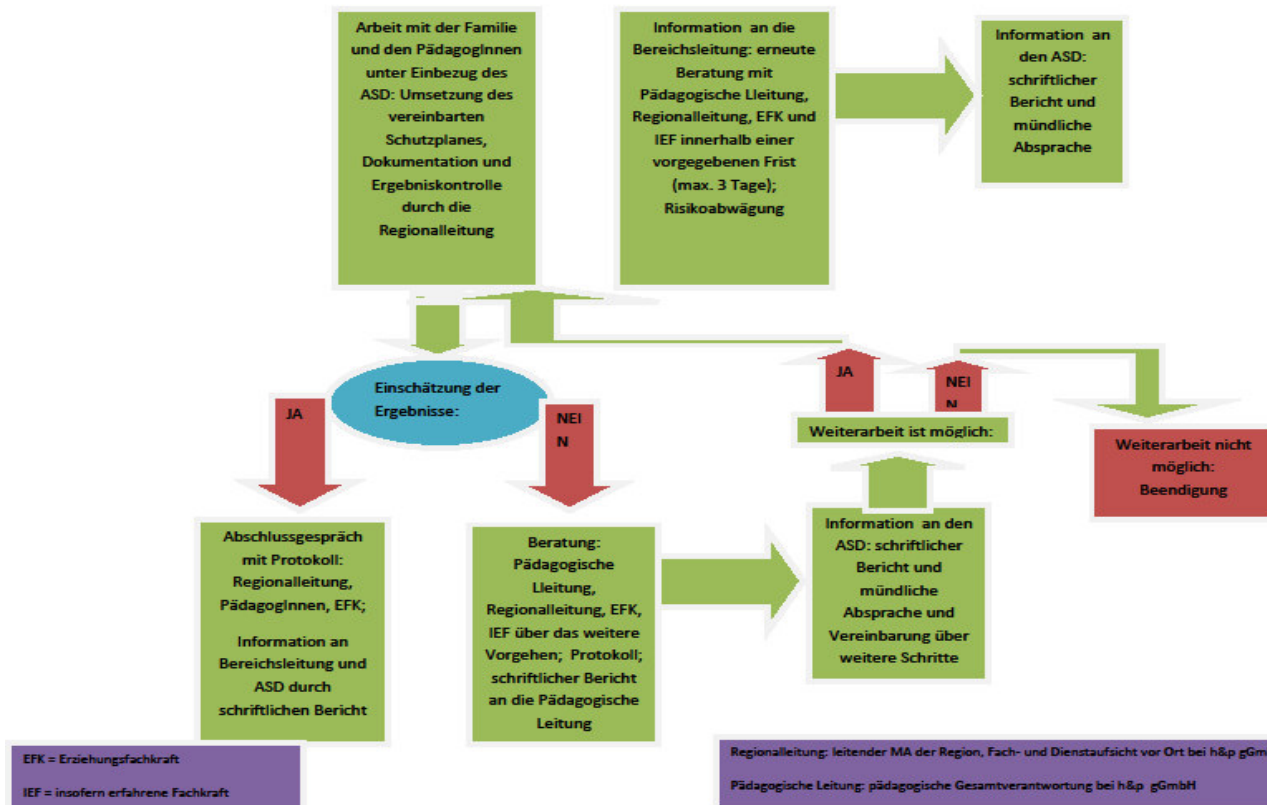 Arbeit mit der Familie
und den PädagogInnen
unter Einbezug des
ASD: Umsetzung des
vereinbarten
Schutzplanes,
Dokumentation und
Ergebniskontrolle
durch die
Regionalleitung
Information an die
Bereichsleitung: erneute
Beratung mit
Pädagogische Lleitung,
Regionalleitung, EFK und
IEF innerhalb einer
vorgegebenen Frist
(max. 3 Tage);
Risikoabwägung
Information an
den ASD:
schriftlicher
Bericht und
mündliche
Absprache
Einschätzung der
Ergebnisse:
JA
NEI
N
JA
NEI
N
Weiterarbeit ist möglich:
Weiterarbeit nicht
möglich:
Beendigung
Abschlussgespräch
mit Protokoll:
Regionalleitung,
PädagogInnen, EFK;
Information an
Bereichsleitung und
ASD durch
schriftlichen Bericht
Beratung:
Pädagogische
Lleitung,
Regionalleitung, EFK,
IEF über das weitere
Vorgehen; Protokoll;
schriftlicher Bericht
an die Pädagogische
Leitung
Information an den
ASD: schriftlicher
Bericht und
mündliche
Absprache und
Vereinbarung über
weitere Schritte
EFK = Erziehungsfachkraft
IEF = insofern erfahrene Fachkraft
Regionalleitung: leitender MA der Region, Fach- und Dienstaufsicht vor Ort bei h&p gGm
Pädagogische Leitung: pädagogische Gesamtverantwortung bei h&p gGmbH